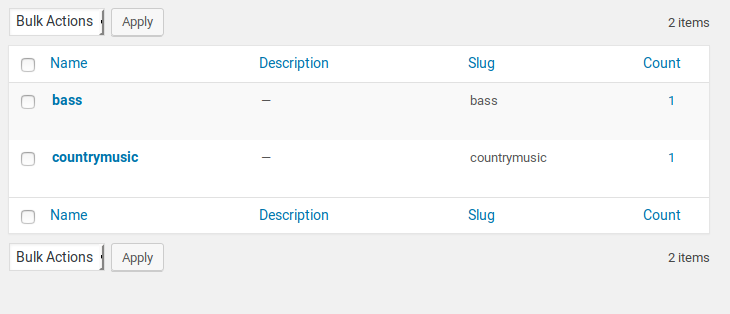 Bulk Actions Apply 2 items
Name Description Slug Count
bass — bass 1
countrymusic — countrymusic 1
Name Description Slug Count
Bulk Actions Apply 2 items